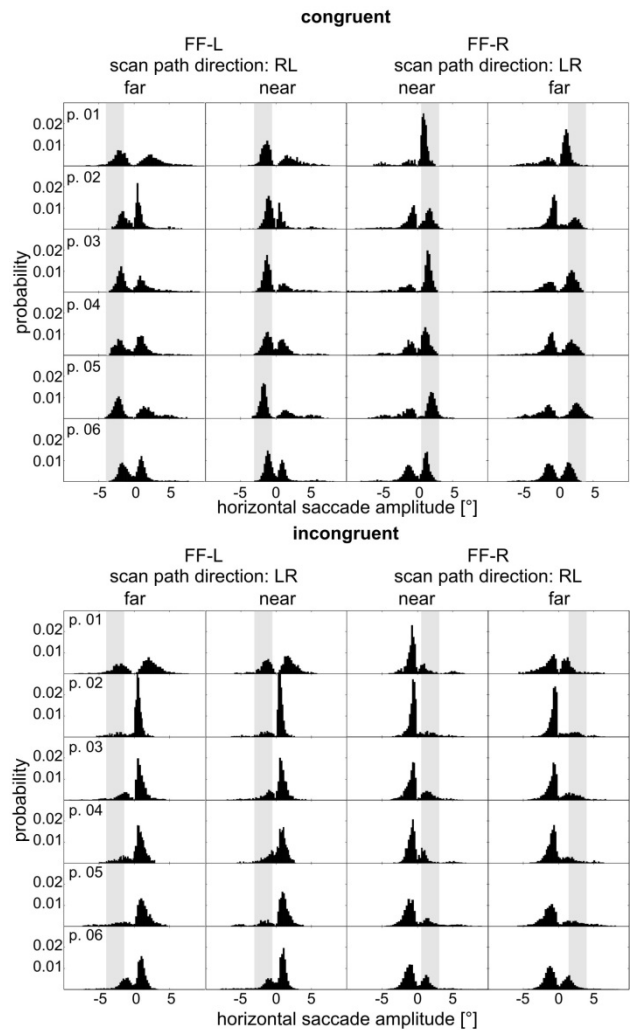 congruent
FF-L FF-R
scan path direction: RL scan path direction: LR
far near near far
p. 01
0.02
0.01
p. 02
0.02
0.01
p. 03
0.02
0.01
p. 04
0.02
0.01
p. 05
0.02
0.01
p. 06
0.02
0.01
probability
-5 0 5 -5 0 5 -5 0 5 -5 0 5
horizontal saccade amplitude [°] horizontal saccade amplitude [°]
incongruent
FF-L FF-R
scan path direction: LR scan path direction: RL
far near near far
p. 01
0.02
0.01
p. 02
0.02
0.01
p. 03
0.02
0.01
p. 04
0.02
0.01
p. 05
0.02
0.01
p. 06
0.02
0.01
probability
-5 0 5 -5 0 5 -5 0 5 -5 0 5
horizontal saccade amplitude [°] horizontal saccade amplitude [°]